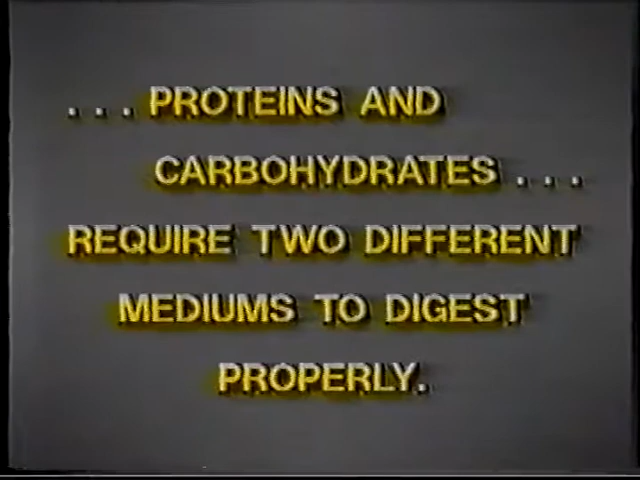 . . . PROTEINS AND
CARBOHYDRATES . . .
REQUIRE TWO DIFFERENT
MEDIUMS TO DIGEST
PROPERLY.